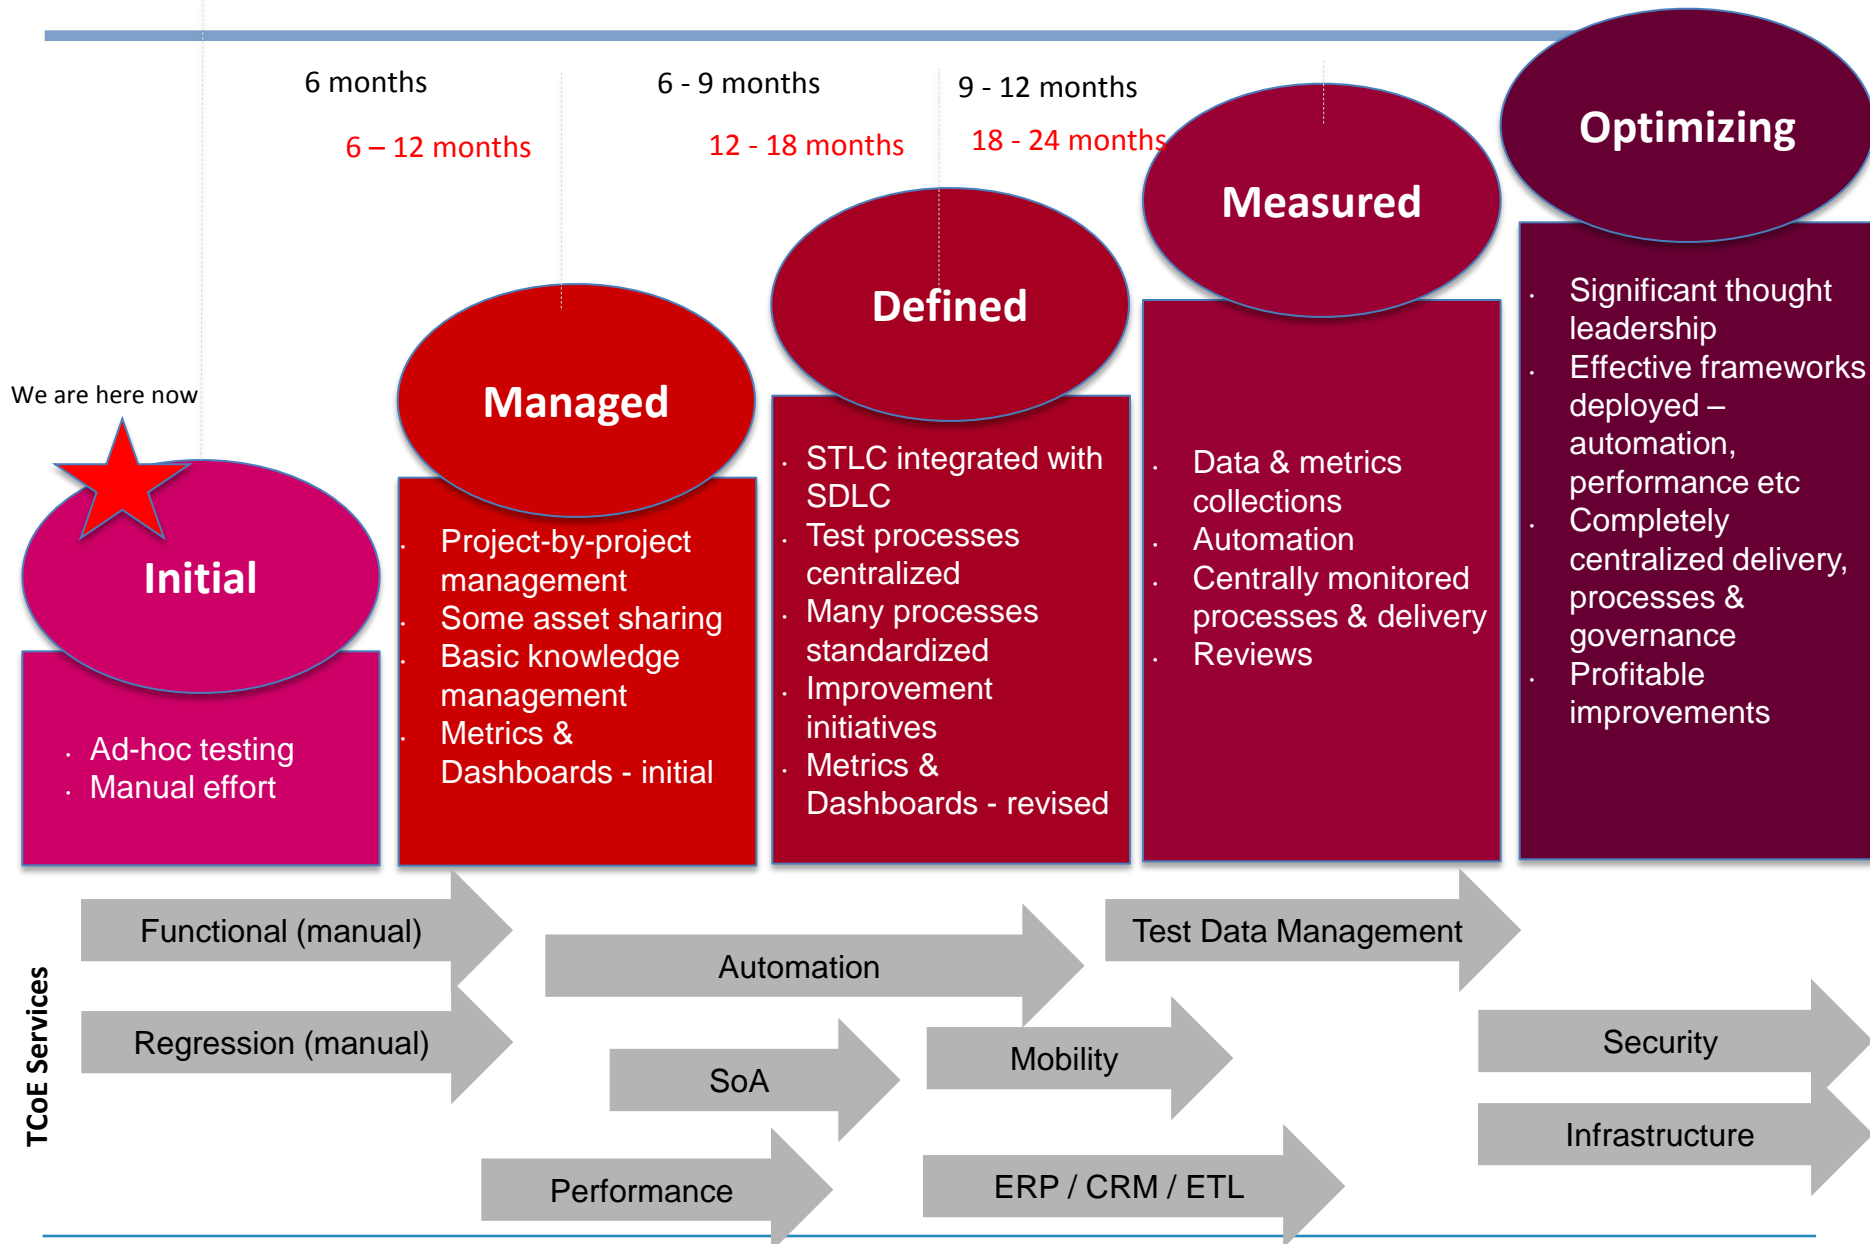 6 months
6 - 9 months
9 - 12 months
6 – 12 months
12 - 18 months
18 - 24 months
We are here now
Initial
Ad-hoc testing
Manual effort
Managed
Project-by-project
management
Some asset sharing
Basic knowledge
management
Metrics &
Dashboards - initial
Defined
STLC integrated with
SDLC
Test processes
centralized
Many processes
standardized
Improvement
initiatives
Metrics &
Dashboards - revised
Measured
Data & metrics
collections
Automation
Centrally monitored
processes & delivery
Reviews
Optimizing
Significant thought
leadership
Effective frameworks
deployed –
automation,
performance etc
Completely
centralized delivery,
processes &
governance
Profitable
improvements
TCoE Services
Functional (manual)
Regression (manual)
Automation
SoA
Performance
Test Data Management
Mobility
ERP / CRM / ETL
Security
Infrastructure